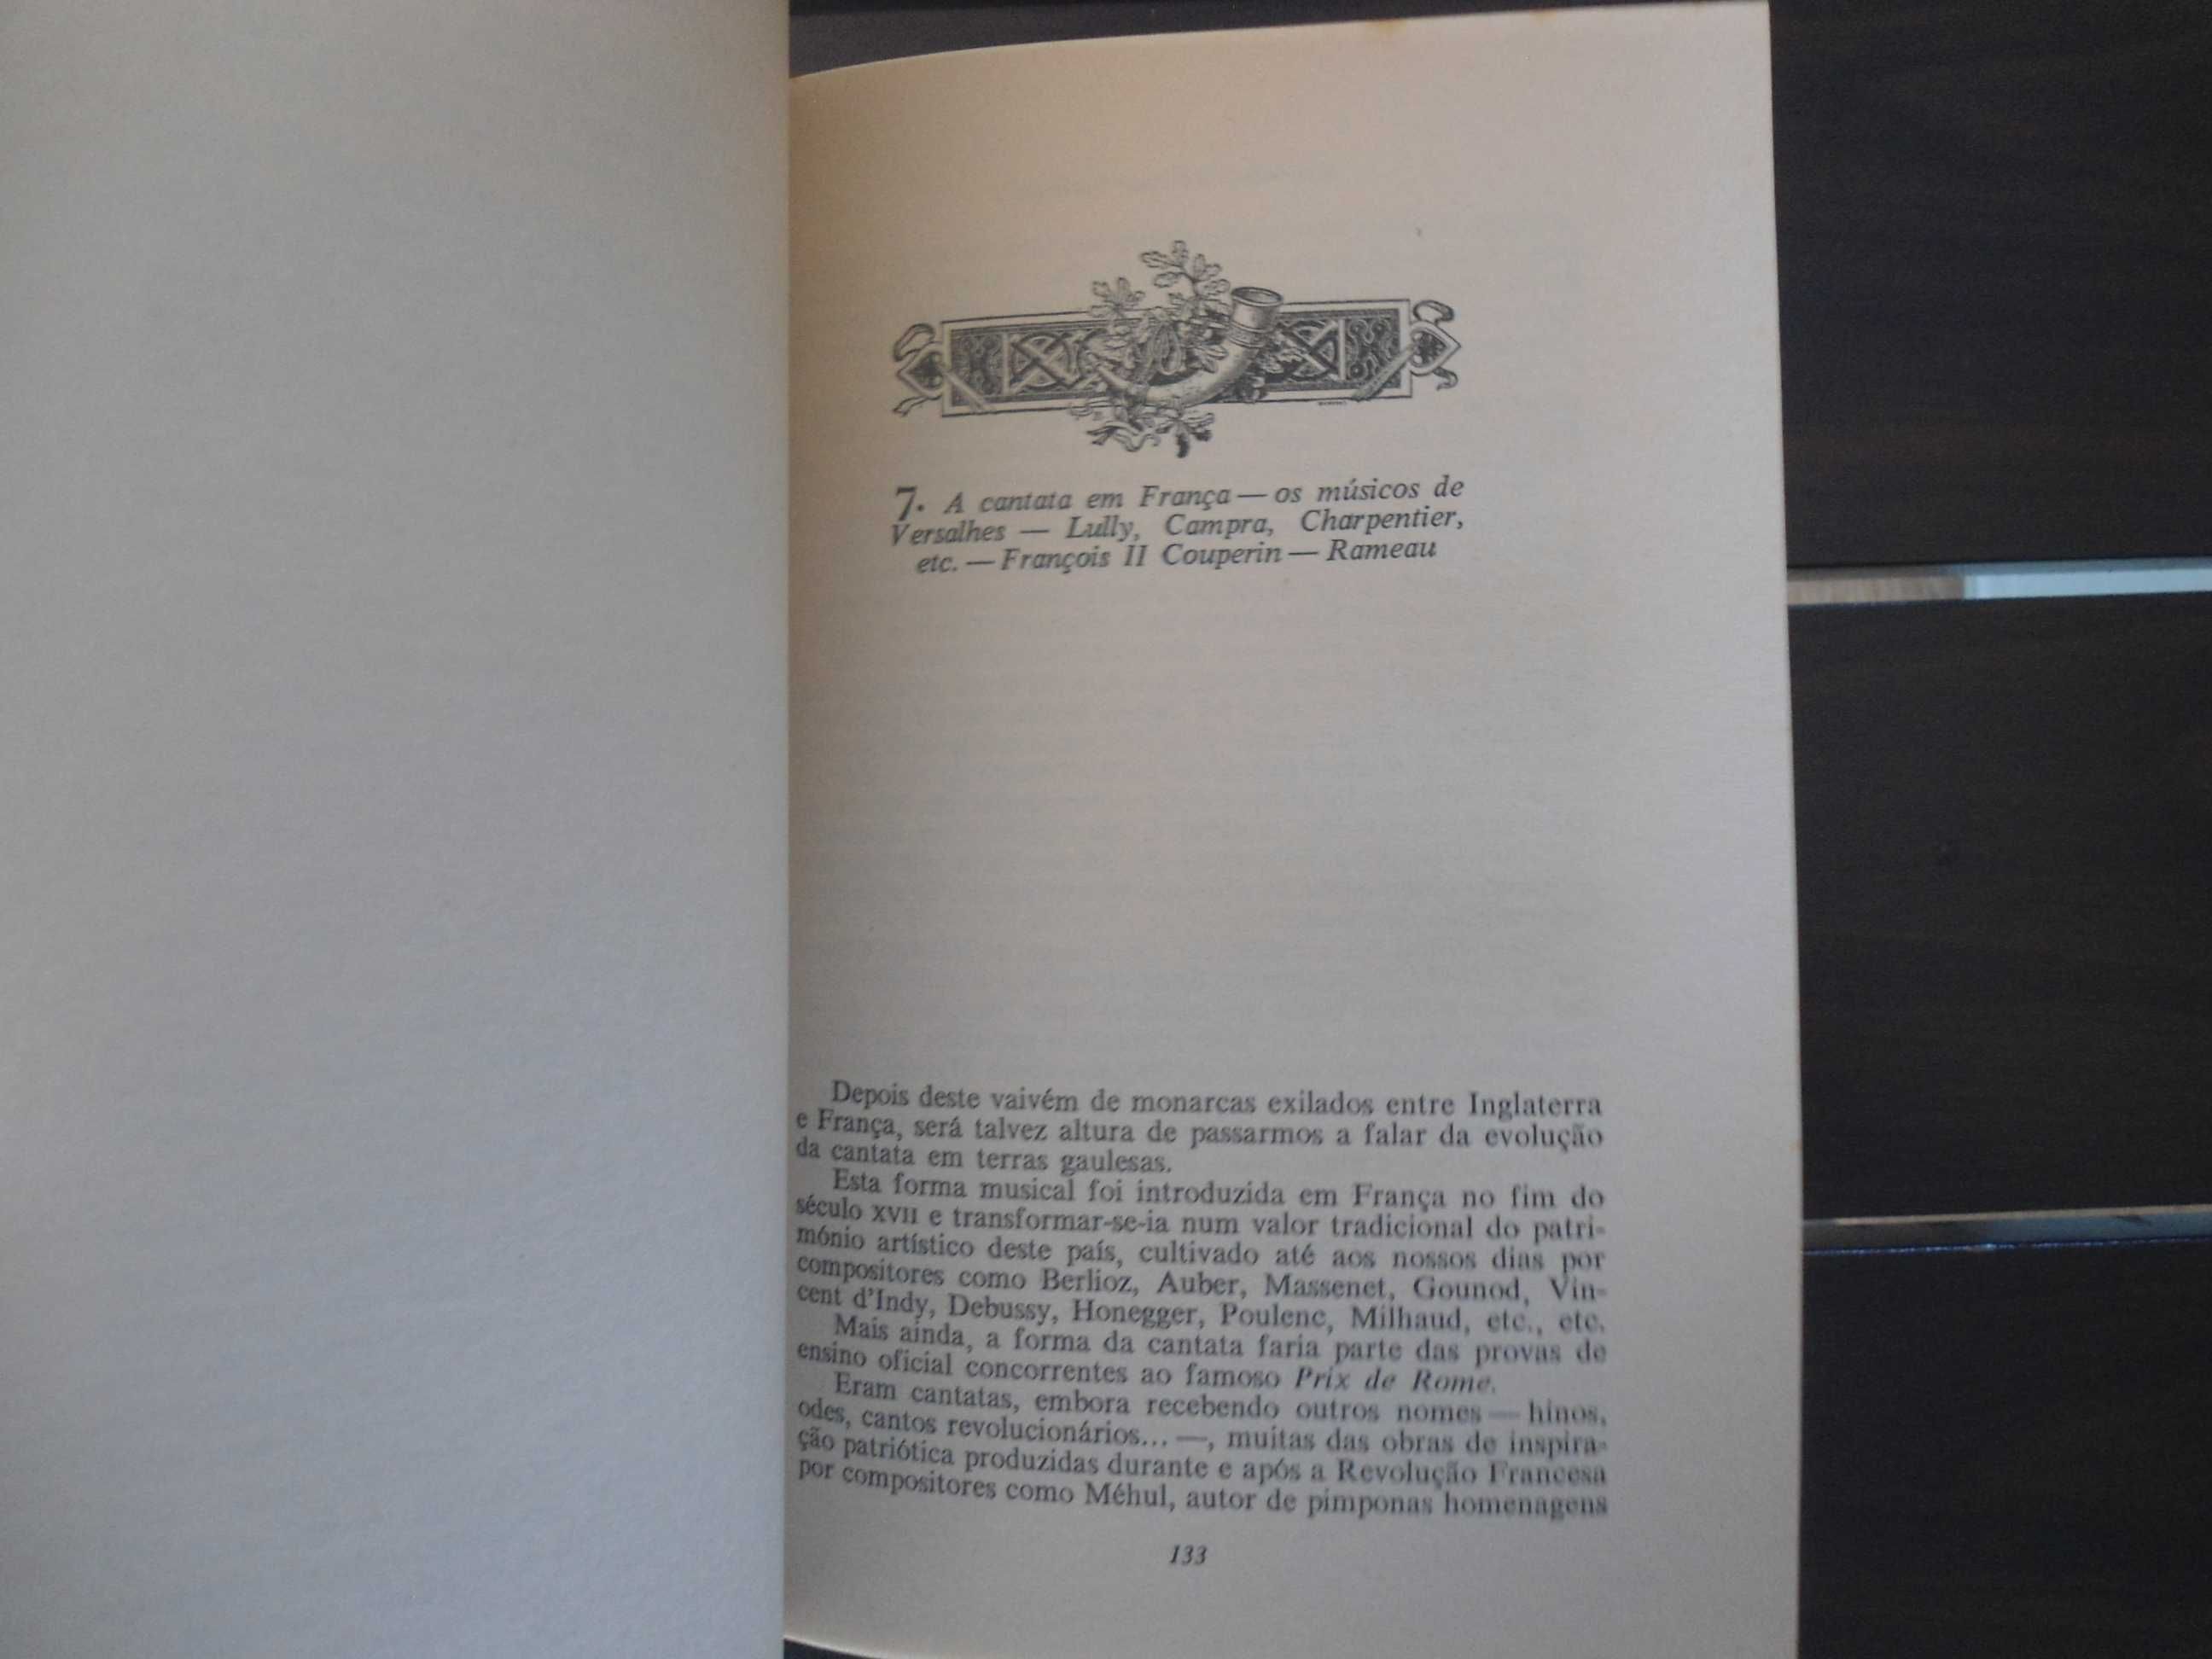 7. A cantata em França — os músicos de
Versalhes — Lully, Campra, Charpentier,
etc. — François II Couperin — Rameau
Depois deste vaivém de monarcas exilados entre Inglaterra
e França, será talvez altura de passarmos a falar da evolução
da cantata em terras gaulesas.
Esta forma musical foi introduzida em França no fim do
século XVII e transformar-se-ia num valor tradicional do patri-
mónio artístico deste país, cultivado até aos nossos dias por
compositores como Berlioz, Auber, Massenet, Gounod, Vin-
cent d'Indy, Debussy, Honegger, Poulenc, Milhaud, etc., etc.
Mais ainda, a forma da cantata faria parte das provas de
ensino oficial concorrentes ao famoso Prix de Rome.
Eram cantatas, embora recebendo outros nomes — hinos,
odes, cantos revolucionários... —, muitas das obras de inspira-
ção patriótica produzidas durante e após a Revolução Francesa
por compositores como Méhul, autor de pimponas homenagens
133